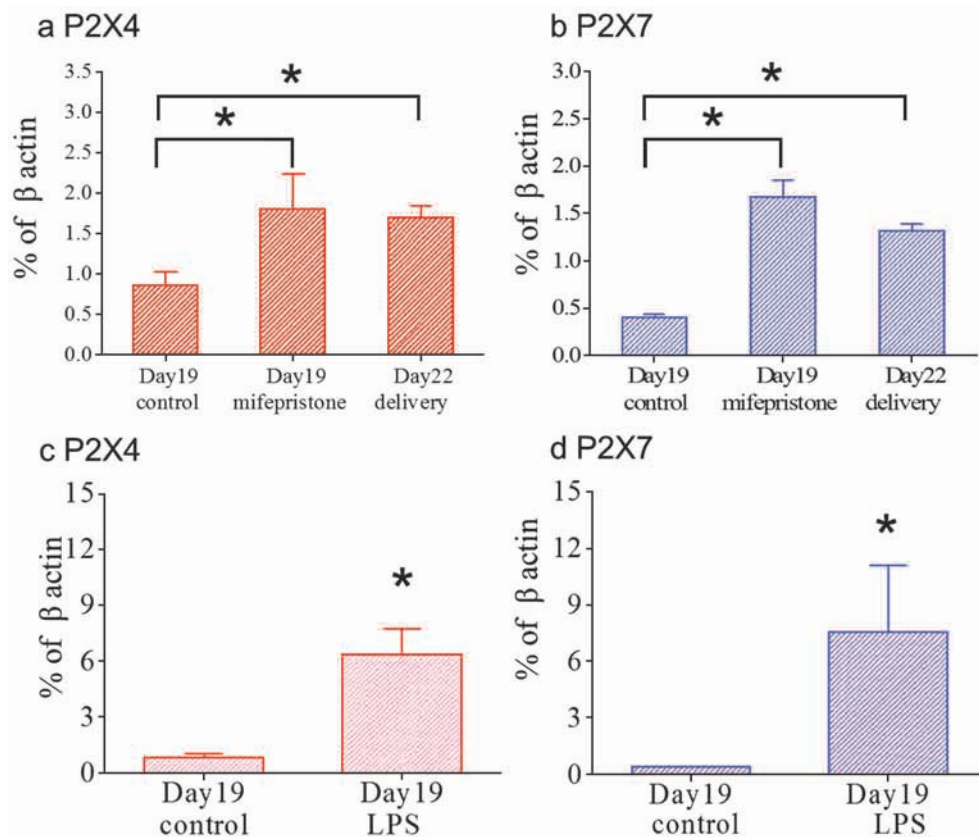 a P2X4
3.5
3.0
2.5
2.0
1.5
1.0
0.5
0.0
% of β actin
*
*
Day19 control
Day19 mifepristone
Day22 delivery
b P2X7
3.0
2.5
2.0
1.5
1.0
0.5
0.0
% of β actin
*
*
Day19 control
Day19 mifepristone
Day22 delivery
c P2X4
15
12
9
6
3
0
% of β actin
*
Day19
control
Day19
LPS
d P2X7
15
12
9
6
3
0
% of β actin
*
Day19
control
Day19
LPS